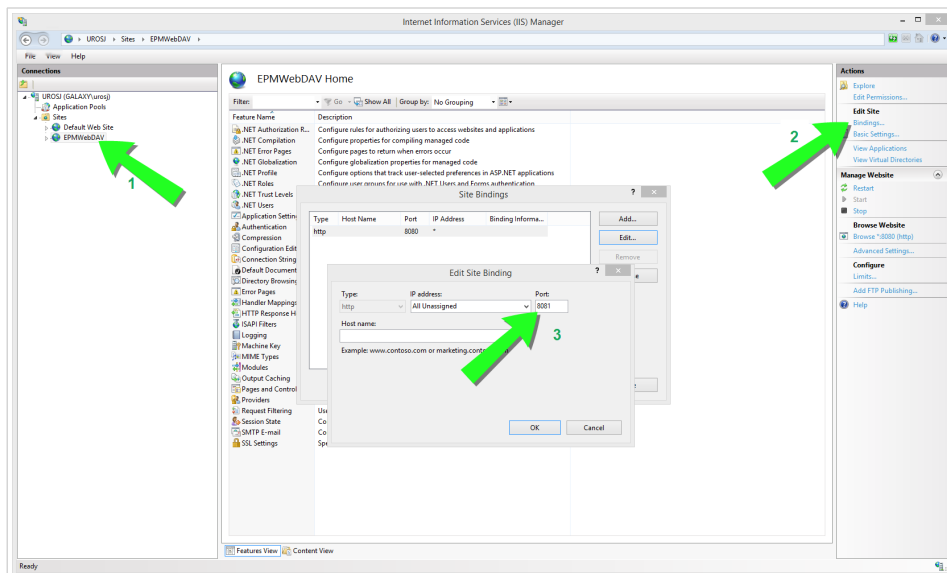 Internet Information Services (IIS) Manager
UROSJ ▸ Sites ▸ EPMWebDAV ▸
File View Help
Connections
UROSJ (GALAXY\urosj)
Application Pools
Sites
Default Web Site
EPMWebDAV
1
EPMWebDAV Home
Filter: Go Show All Group by: No Grouping
Feature Name Description
.NET Authorization R... Configure rules for authorizing users to access websites and applications
.NET Compilation Configure properties for compiling managed code
.NET Error Pages Configure pages to return when errors occur
.NET Globalization Configure globalization properties for managed code
.NET Profile Configure options that track user-selected preferences in ASP.NET applications
.NET Roles Configure user groups for use with .NET Users and Forms authentication
.NET Trust Levels
.NET Users
Application Settin
Authentication
Compression
Configuration Edit
Connection String
Default Document
Directory Browsing
Error Pages
Handler Mappings
HTTP Response H
ISAPI Filters
Logging
Machine Key
MIME Types
Modules
Output Caching
Pages and Control
Providers
Request Filtering Use
Session State Co
SMTP E-mail Co
SSL Settings Spe
Site Bindings
? ×
Type Host Name Port IP Address Binding Informa...
http 8080 *
Add...
Edit...
Remove
Edit Site Binding
? ×
Type: IP address: Port:
http All Unassigned 8081
Host name:
3
Example: www.contoso.com or marketing.cont
OK Cancel
Features View Content View
Ready
Actions
Explore
Edit Permissions...
Edit Site
Bindings...
2
Basic Settings...
View Applications
View Virtual Directories
Manage Website
Restart
Start
Stop
Browse Website
Browse *:8080 (http)
Advanced Settings...
Configure
Limits...
Add FTP Publishing...
Help